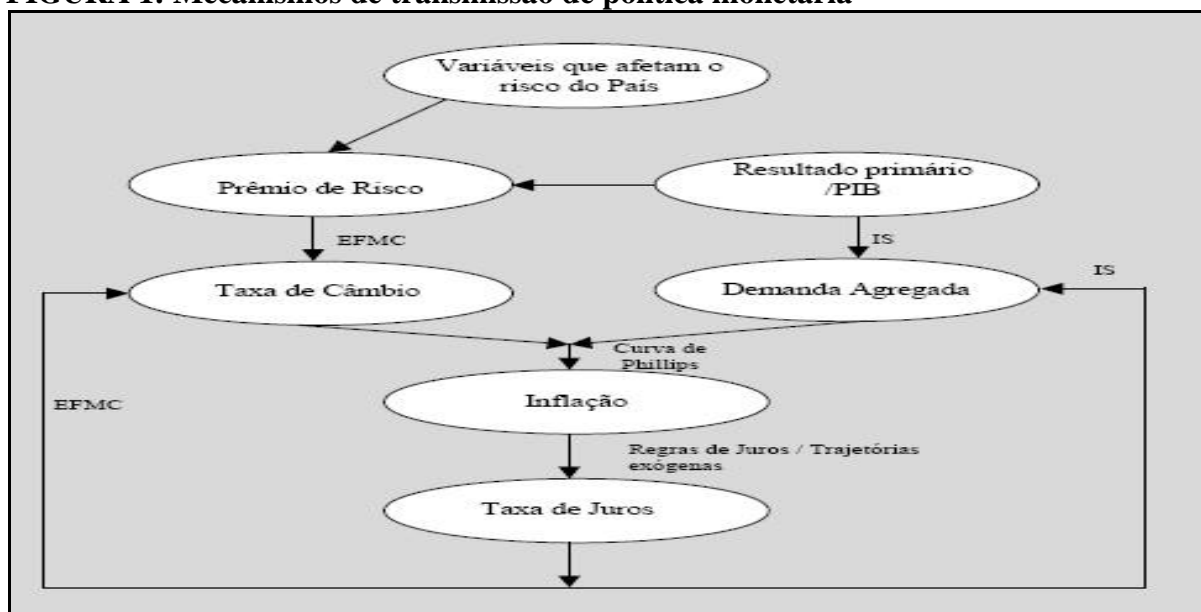 FIGURA 1: Mecanismos de transmissão de política monetária
Variáveis que afetam o
risco do País
Prêmio de Risco
Resultado primário
/PIB
EFMC
IS
IS
Taxa de Câmbio
Demanda Agregada
Curva de
Phillips
EFMC
Inflação
Regras de Juros / Trajetórias
exógenas
Taxa de Juros